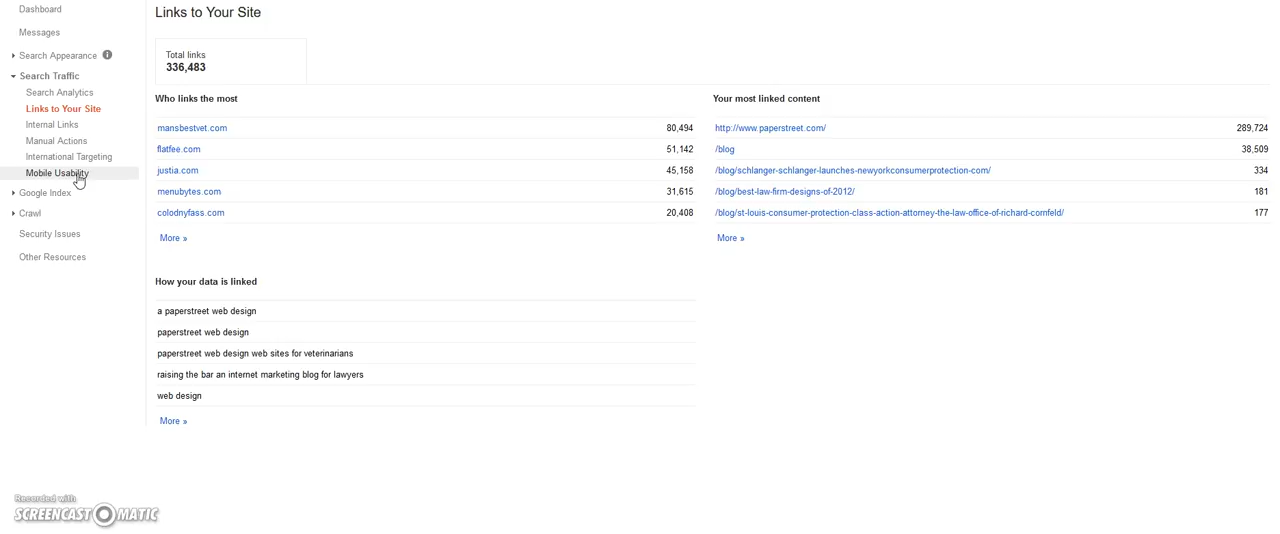 Dashboard
Messages
Search Appearance
Search Traffic
Search Analytics
Links to Your Site
Internal Links
Manual Actions
International Targeting
Mobile Usability
Google Index
Crawl
Security Issues
Other Resources
Links to Your Site
Total links
336,483
Who links the most
mansbestvet.com 80,494
flatfee.com 51,142
justia.com 45,158
menubytes.com 31,615
colodnyfass.com 20,408
More »
Your most linked content
http://www.paperstreet.com/ 289,724
/blog 38,509
/blog/schlanger-schlanger-launches-newyorkconsumerprotection-com/ 334
/blog/best-law-firm-designs-of-2012/ 181
/blog/st-louis-consumer-protection-class-action-attorney-the-law-office-of-richard-cornfeld/ 177
More »
How your data is linked
a paperstreet web design
paperstreet web design
paperstreet web design web sites for veterinarians
raising the bar an internet marketing blog for lawyers
web design
More »
Recorded with
SCREENCAST-O-MATIC